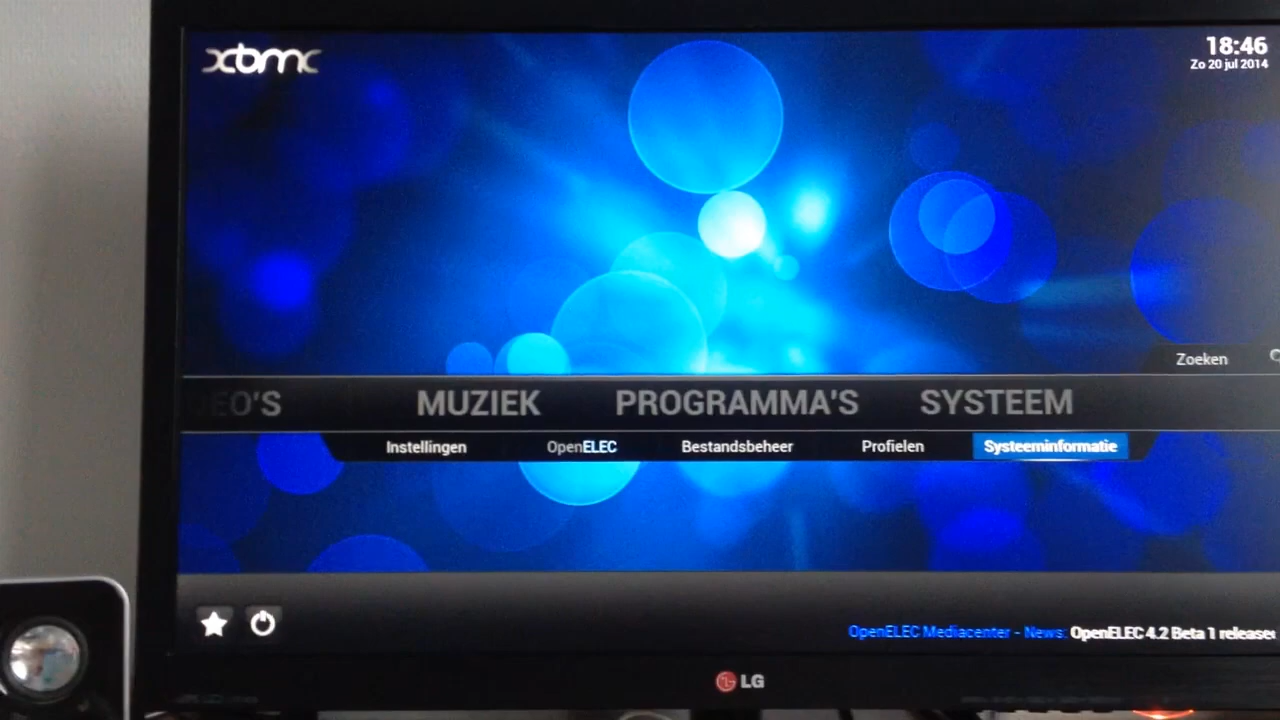 xbmc
18:46
Zo 20 jul 2014
Zoeken
EO'S MUZIEK PROGRAMMA'S SYSTEEM
Instellingen OpenELEC Bestandsbeheer Profielen Systeeminformatie
OpenELEC Mediacenter - News: OpenELEC 4.2 Beta 1 release
LG